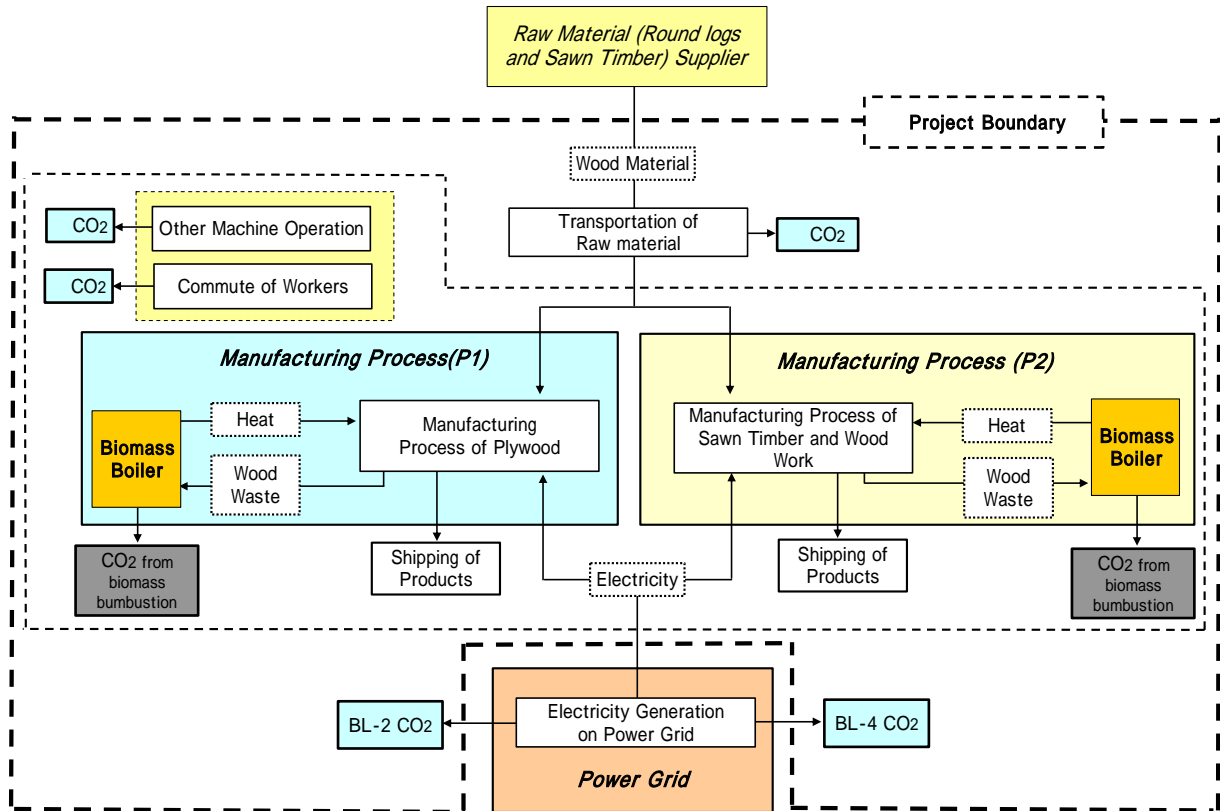 Raw Material (Round logs
and Sawn Timber) Supplier
Project Boundary
Wood Material
Transportation of
Raw material
CO2
Other Machine Operation
CO2
Commute of Workers
CO2
Manufacturing Process(P1)
Biomass
Boiler
Heat
Wood
Waste
Manufacturing
Process of Plywood
CO2 from
biomass
bumbustion
Shipping of
Products
Manufacturing Process (P2)
Manufacturing Process of
Sawn Timber and Wood
Work
Heat
Wood
Waste
Biomass
Boiler
Shipping of
Products
CO2 from
biomass
bumbustion
Electricity
BL-2 CO2
Electricity Generation
on Power Grid
BL-4 CO2
Power Grid